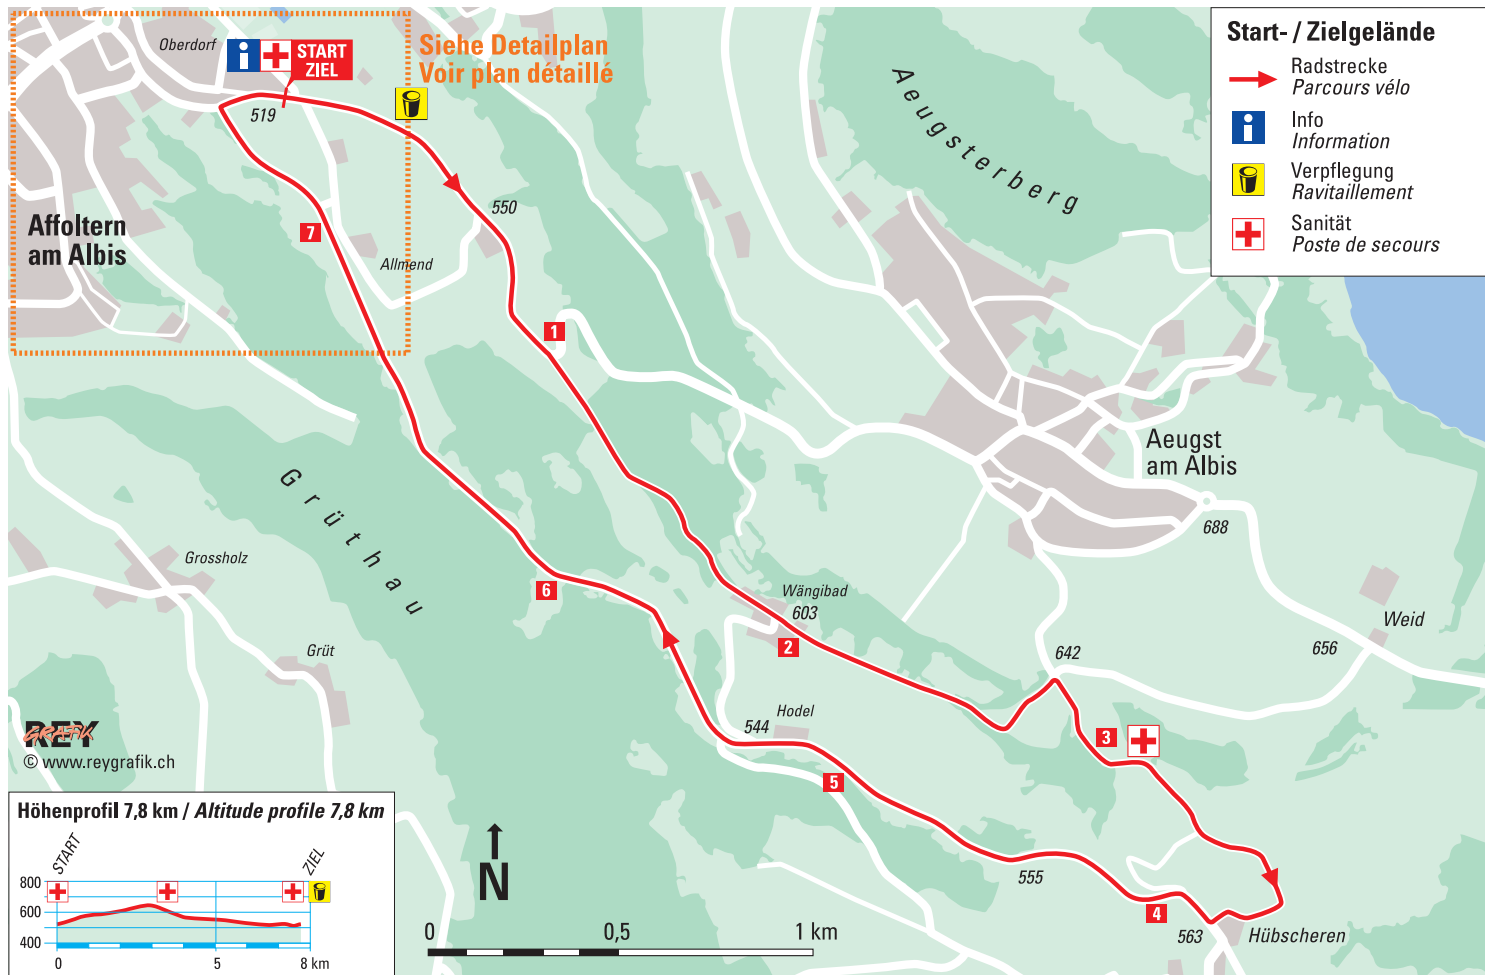 Oberdorf
START
ZIEL
519
Siehe Detailplan
Voir plan détaillé
Affoltern
am Albis
7
Allmend
550
1
Aeugsterberg
Start- / Zielgelände
Radstrecke
Parcours vélo
Info
Information
Verpflegung
Ravitaillement
Sanität
Poste de secours
Aeugst
am Albis
688
Grüthau
Grossholz
Grüt
6
Wängibad
603
2
642
656
Weid
Hodel
544
3
5
555
4
563
Hübscheren
REY
GRAFIK
© www.reygrafik.ch
Höhenprofil 7,8 km / Altitude profile 7,8 km
START
ZIEL
800
600
400
0
5
8 km
N
0
0,5
1 km